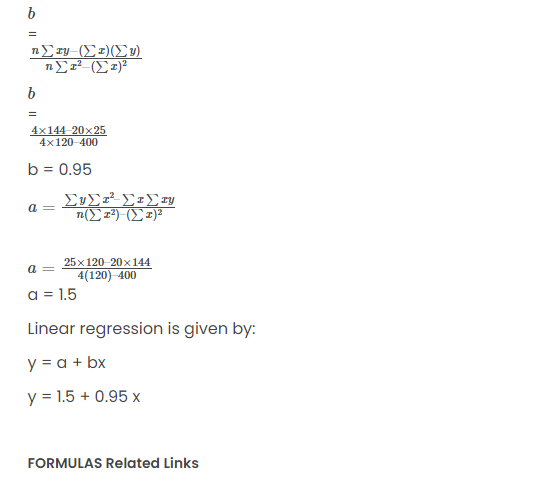 b
=
n∑xy–(∑x)(∑y)
n∑x²–(∑x)²
b
=
4×144–20×25
4×120–400
b = 0.95
a = ∑y∑x²–∑x∑xy
n(∑x²)–(∑x)²
a = 25×120–20×144
4(120)–400
a = 1.5
Linear regression is given by:
y = a + bx
y = 1.5 + 0.95 x
FORMULAS Related Links